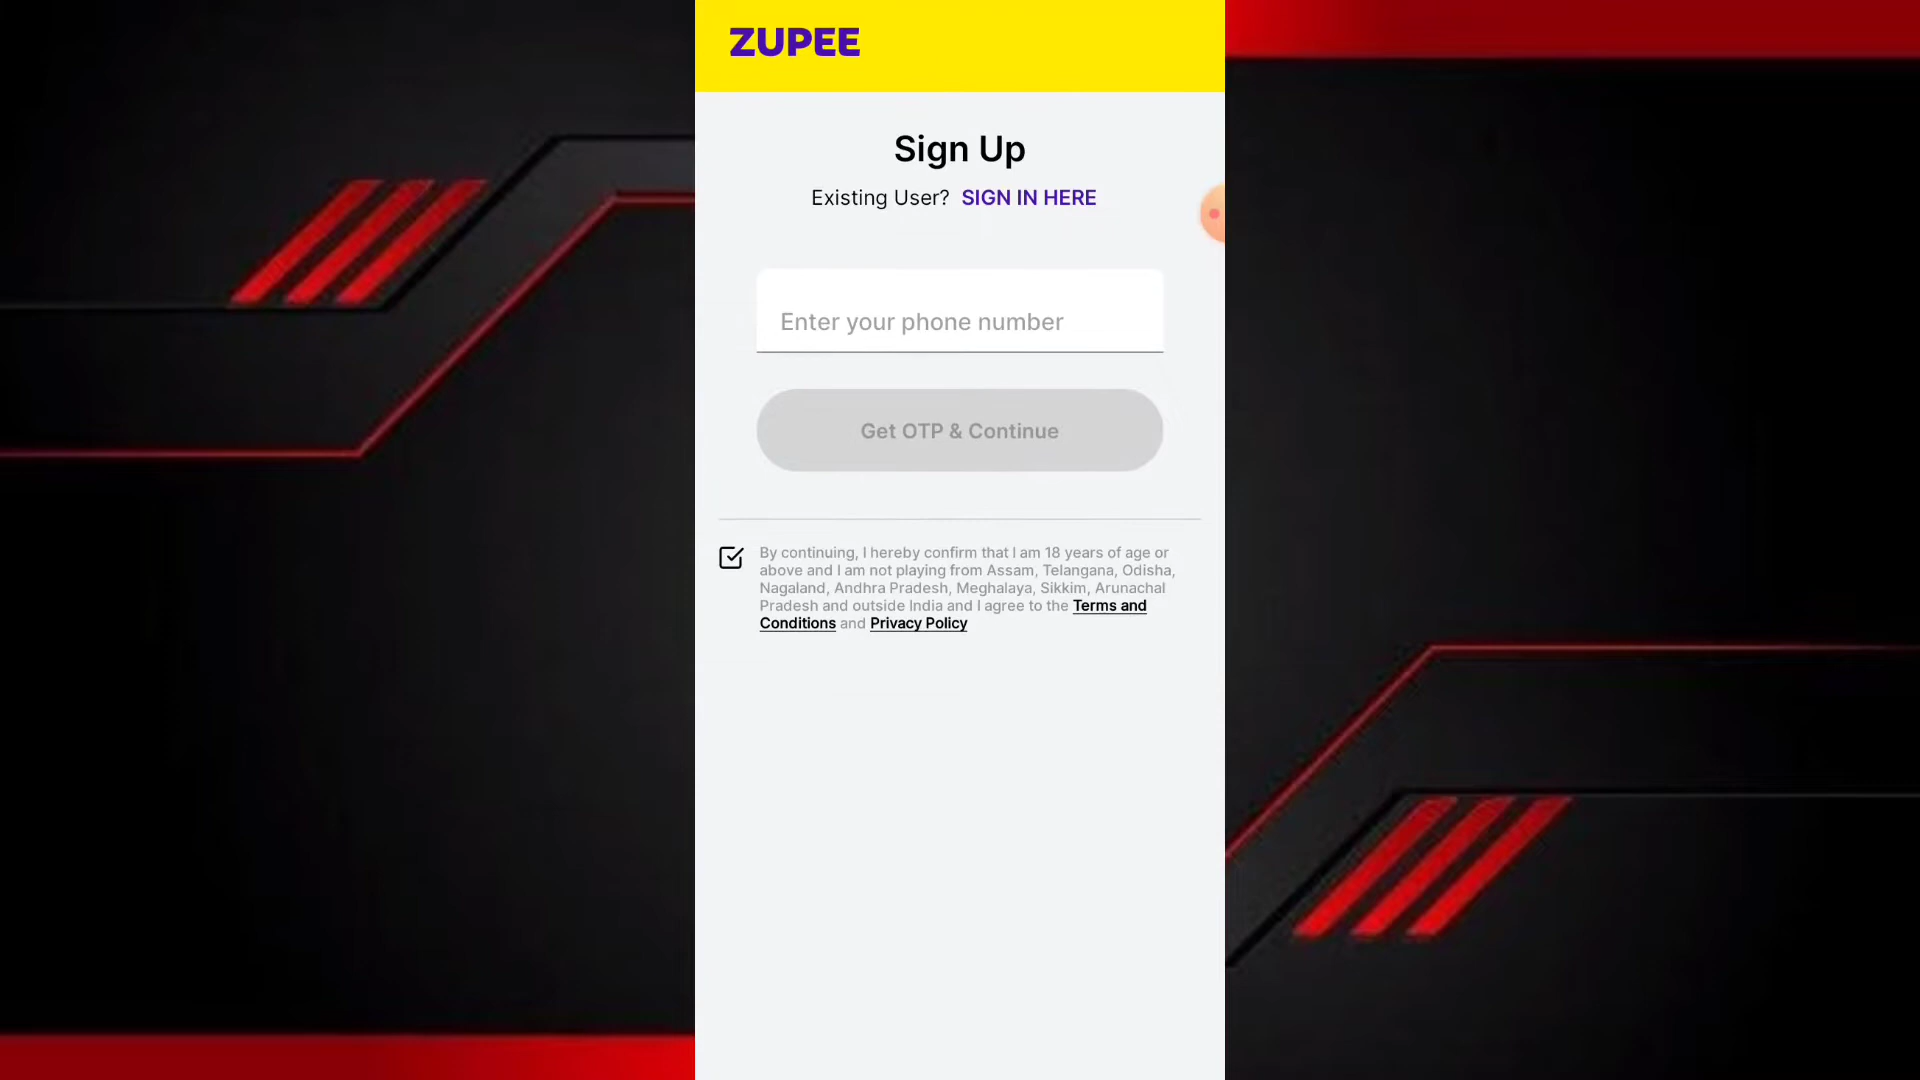 ZUPEE
Sign Up
Existing User? SIGN IN HERE
Enter your phone number
Get OTP & Continue
By continuing, I hereby confirm that I am 18 years of age or
above and I am not playing from Assam, Telangana, Odisha,
Nagaland, Andhra Pradesh, Meghalaya, Sikkim, Arunachal
Pradesh and outside India and I agree to the Terms and
Conditions and Privacy Policy